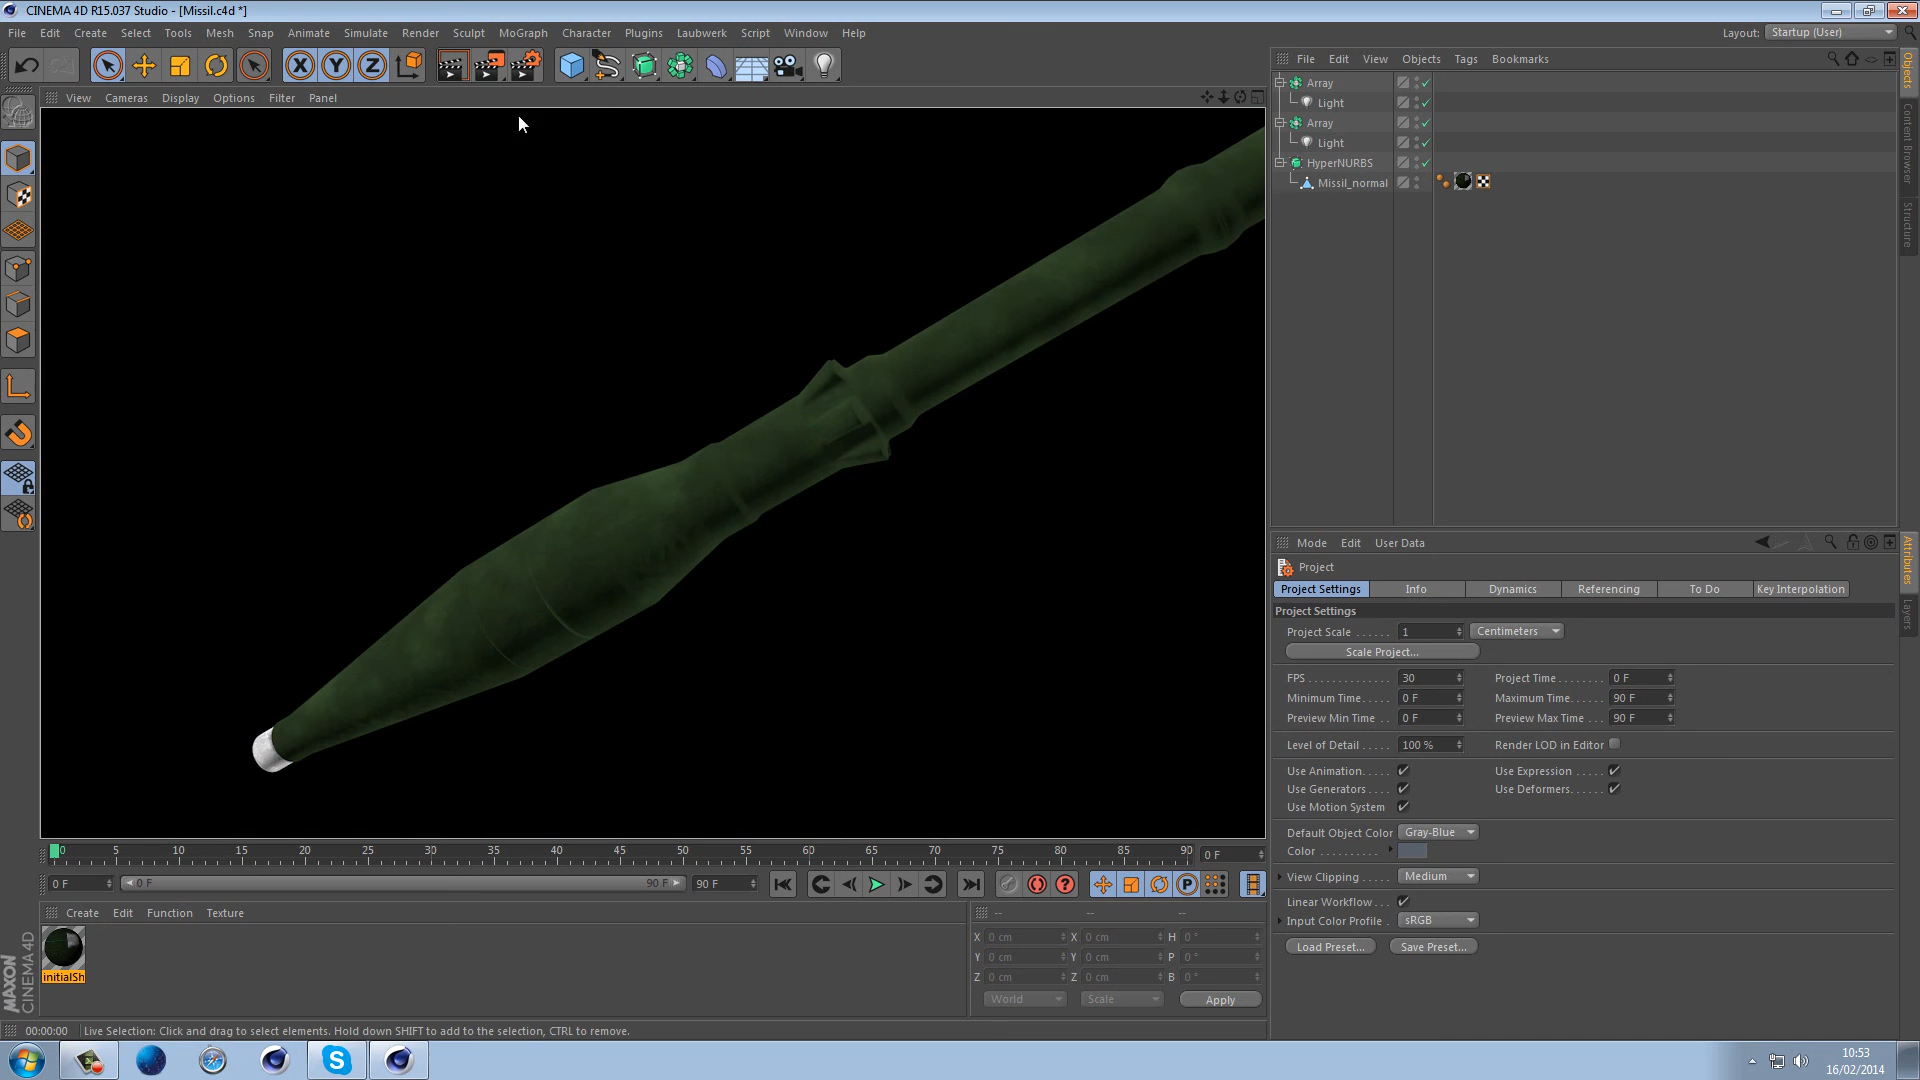 CINEMA 4D R15.037 Studio - [Missil.c4d *]
File Edit Create Select Tools Mesh Snap Animate Simulate Render Sculpt MoGraph Character Plugins Laubwerk Script Window Help
Layout: Startup (User)
X Y Z
View Cameras Display Options Filter Panel
File Edit View Objects Tags Bookmarks
Array
Light
Array
Light
HyperNURBS
Missil_normal
Objects
Content Browser
Structure
Mode Edit User Data
Project
Project Settings Info Dynamics Referencing To Do Key Interpolation
Project Settings
Project Scale ...... 1 Centimeters
Scale Project...
FPS .............. 30 Project Time ........ 0 F
Minimum Time..... 0 F Maximum Time..... 90 F
Preview Min Time .. 0 F Preview Max Time ... 90 F
Level of Detail ..... 100 % Render LOD in Editor
Use Animation..... Use Expression .....
Use Generators .... Use Deformers......
Use Motion System
Default Object Color Gray-Blue
Color ..........
View Clipping ..... Medium
Linear Workflow ...
Input Color Profile . sRGB
Load Preset... Save Preset...
Attributes
Layers
0 5 10 15 20 25 30 35 40 45 50 55 60 65 70 75 80 85 90 0 F
0 F 0 F 90 F 90 F
P
Create Edit Function Texture
initialSh
MAXON
CINEMA 4D
-- -- --
X 0 cm X 0 cm H 0 °
Y 0 cm Y 0 cm P 0 °
Z 0 cm Z 0 cm B 0 °
World Scale Apply
00:00:00 Live Selection: Click and drag to select elements. Hold down SHIFT to add to the selection, CTRL to remove.
10:53
16/02/2014